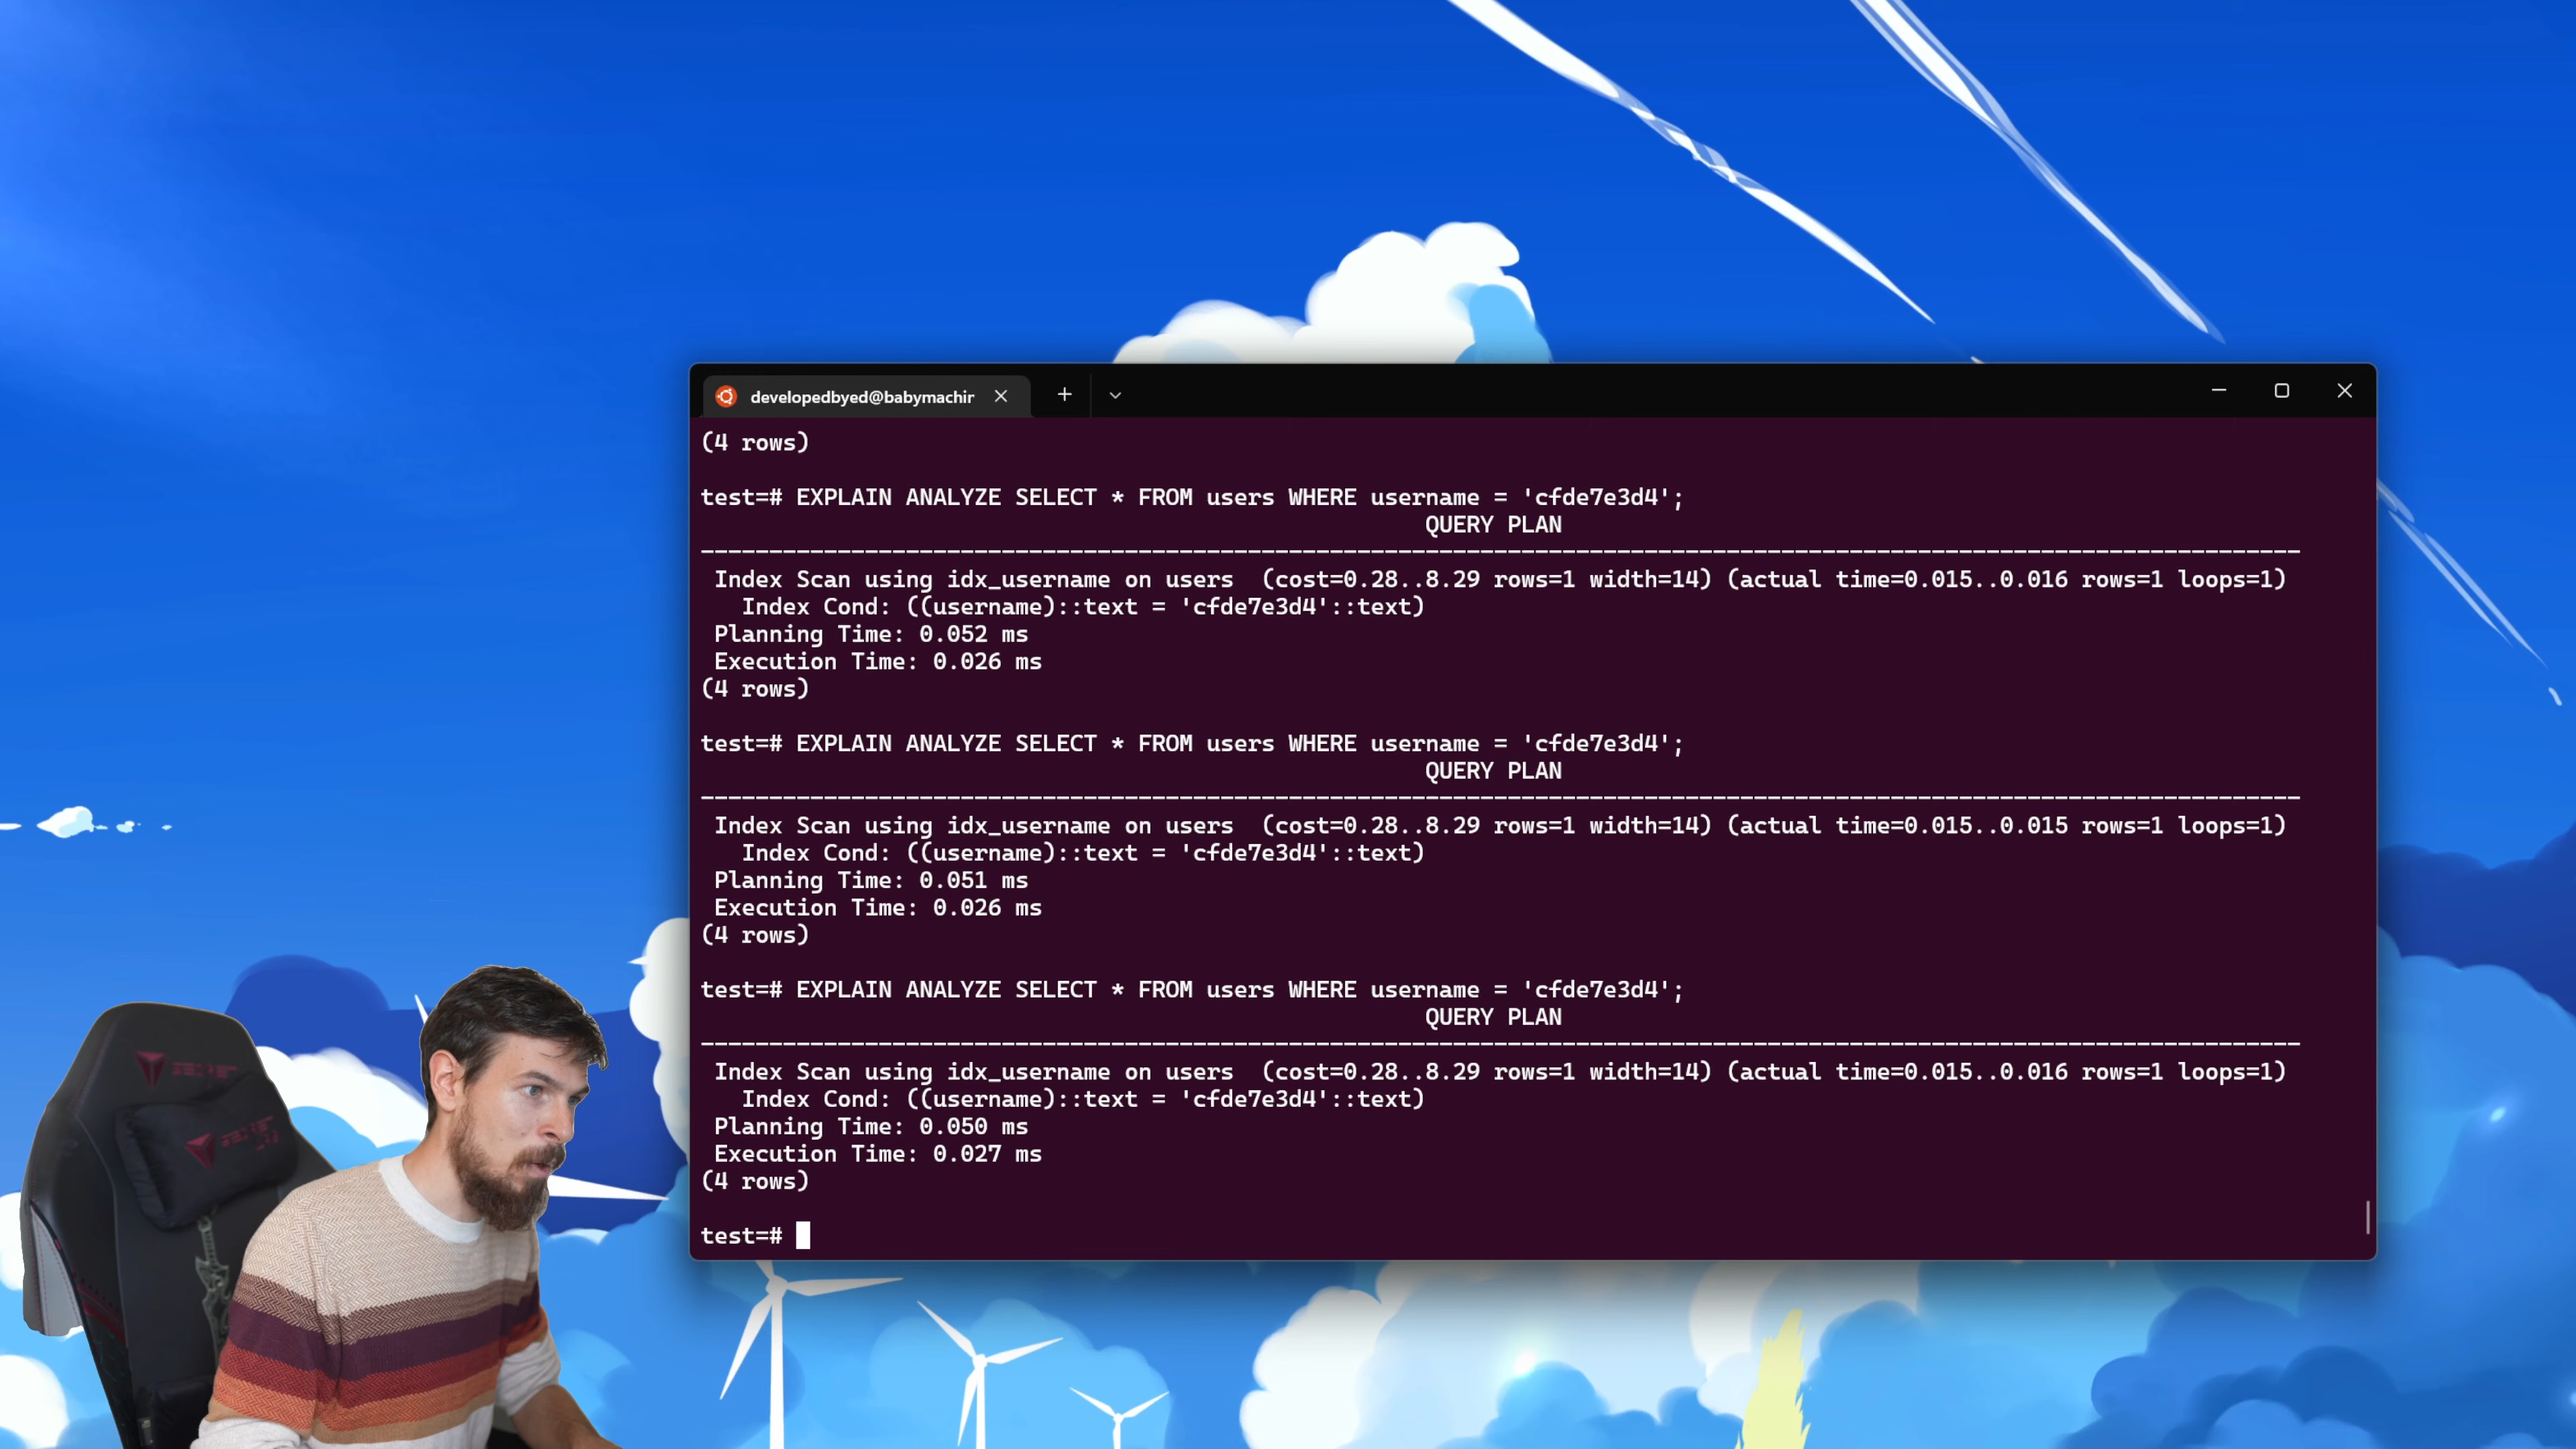 developedbyed@babymachin
(4 rows)
test=# EXPLAIN ANALYZE SELECT * FROM users WHERE username = 'cfde7e3d4';
QUERY PLAN
----------------------------------------------------------------------------------------------------------------------
Index Scan using idx_username on users  (cost=0.28..8.29 rows=1 width=14) (actual time=0.015..0.016 rows=1 loops=1)
Index Cond: ((username)::text = 'cfde7e3d4'::text)
Planning Time: 0.052 ms
Execution Time: 0.026 ms
(4 rows)
test=# EXPLAIN ANALYZE SELECT * FROM users WHERE username = 'cfde7e3d4';
QUERY PLAN
----------------------------------------------------------------------------------------------------------------------
Index Scan using idx_username on users  (cost=0.28..8.29 rows=1 width=14) (actual time=0.015..0.015 rows=1 loops=1)
Index Cond: ((username)::text = 'cfde7e3d4'::text)
Planning Time: 0.051 ms
Execution Time: 0.026 ms
(4 rows)
test=# EXPLAIN ANALYZE SELECT * FROM users WHERE username = 'cfde7e3d4';
QUERY PLAN
----------------------------------------------------------------------------------------------------------------------
Index Scan using idx_username on users  (cost=0.28..8.29 rows=1 width=14) (actual time=0.015..0.016 rows=1 loops=1)
Index Cond: ((username)::text = 'cfde7e3d4'::text)
Planning Time: 0.050 ms
Execution Time: 0.027 ms
(4 rows)
test=#